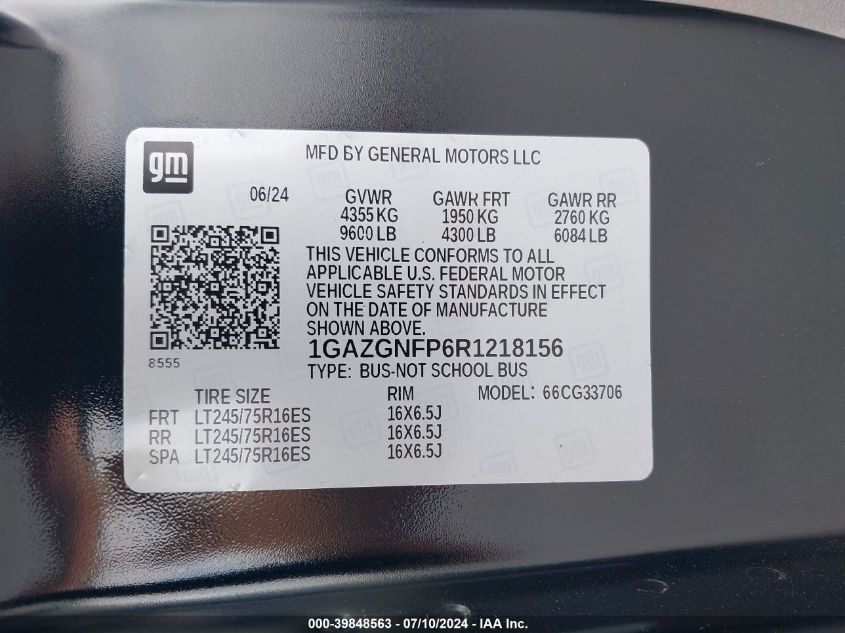 gm
MFD BY GENERAL MOTORS LLC
06/24 GVWR GAWR FRT GAWR RR
4355 KG 1950 KG 2760 KG
9600 LB 4300 LB 6084 LB
THIS VEHICLE CONFORMS TO ALL
APPLICABLE U.S. FEDERAL MOTOR
VEHICLE SAFETY STANDARDS IN EFFECT
ON THE DATE OF MANUFACTURE
SHOWN ABOVE.
8555
1GAZGNFP6R1218156
TYPE: BUS-NOT SCHOOL BUS
TIRE SIZE RIM MODEL: 66CG33706
FRT LT245/75R16ES 16X6.5J
RR LT245/75R16ES 16X6.5J
SPA LT245/75R16ES 16X6.5J
000-39848563 - 07/10/2024 - IAA Inc.